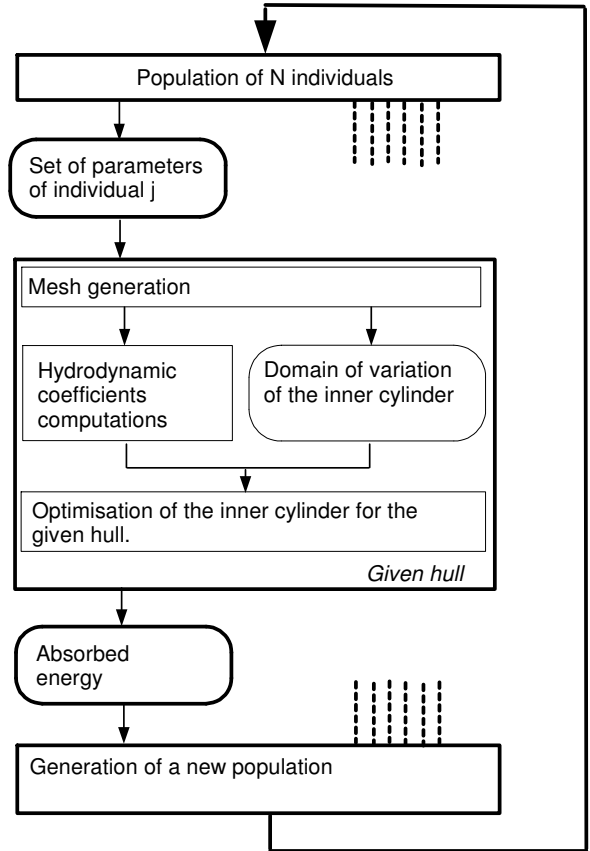 Population of N individuals
Set of parameters
of individual j
Mesh generation
Hydrodynamic
coefficients
computations
Domain of variation
of the inner cylinder
Optimisation of the inner cylinder for the
given hull.
Given hull
Absorbed
energy
Generation of a new population